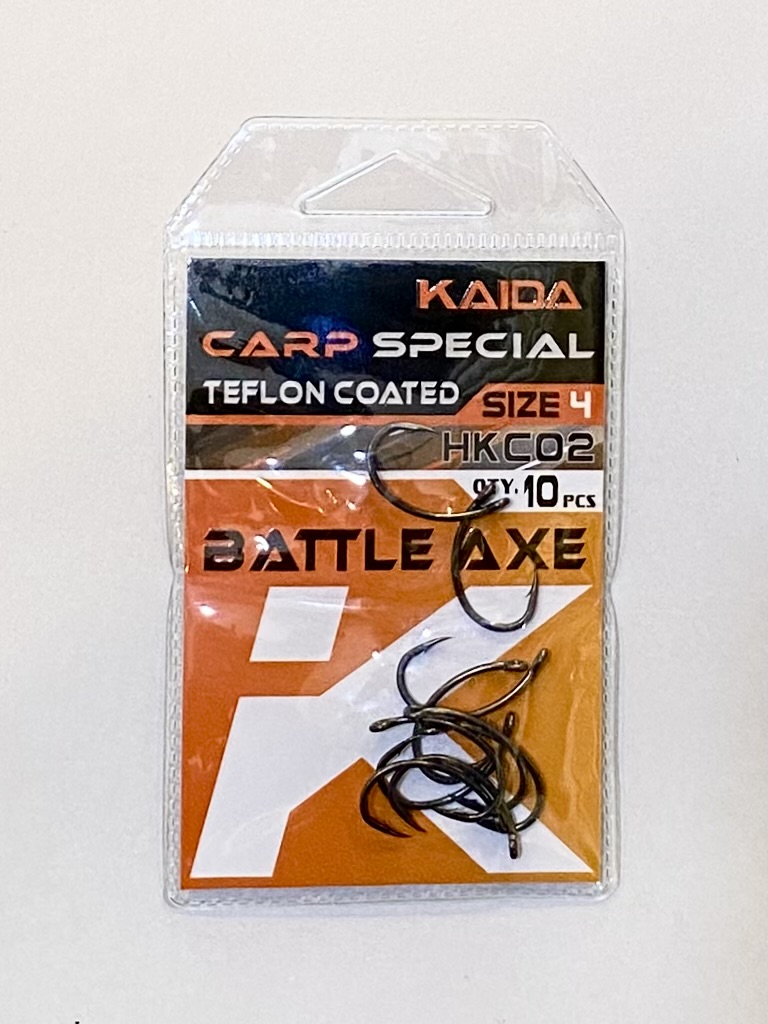 KAIDA
CARP SPECIAL
TEFLON COATED
SIZE 4
HKC02
QTY. 10 PCS
BATTLE AXE